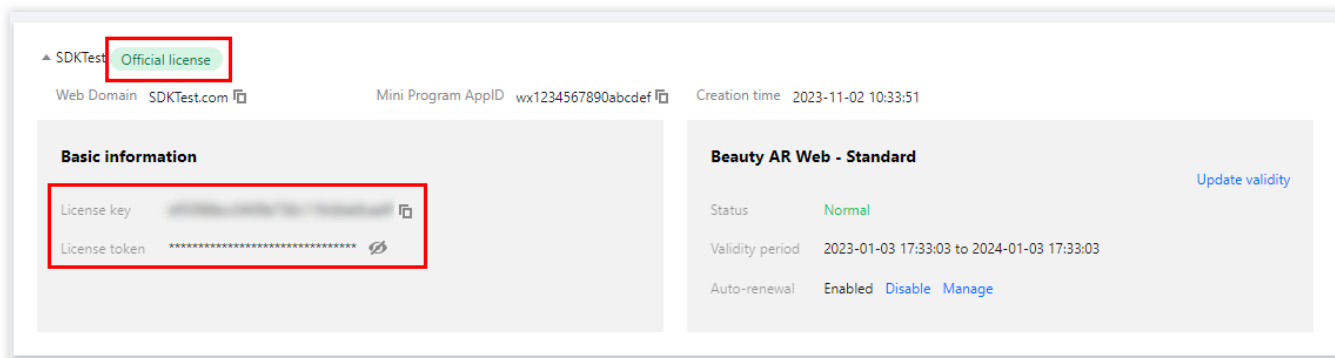 SDKTest Official license
Web Domain SDKTest.com Mini Program AppID wx1234567890abcdef Creation time 2023-11-02 10:33:51
Basic information
License key
License token ********************************
Beauty AR Web - Standard
Update validity
Status Normal
Validity period 2023-01-03 17:33:03 to 2024-01-03 17:33:03
Auto-renewal Enabled Disable Manage